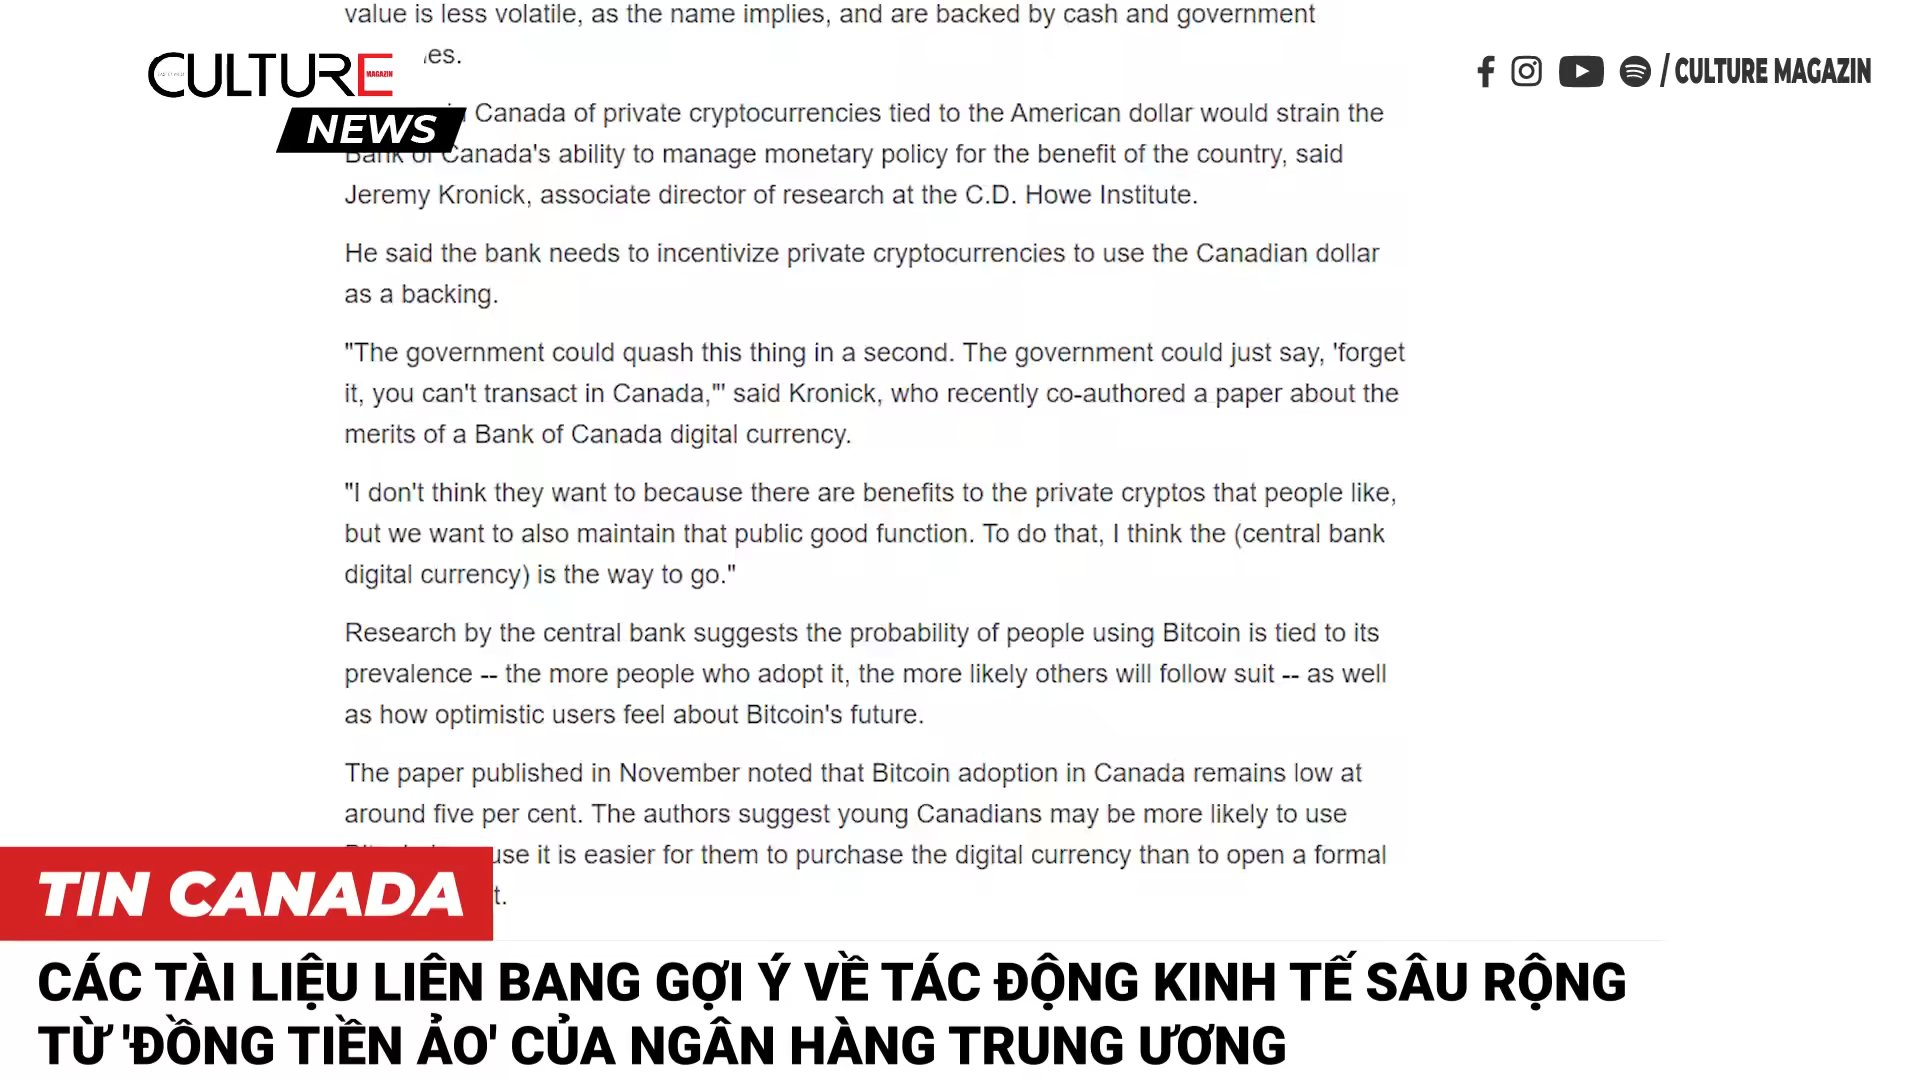 value is less volatile, as the name implies, and are backed by cash and government
es.
CULTURE
MAGAZIN
NEWS
/ CULTURE MAGAZIN
Canada of private cryptocurrencies tied to the American dollar would strain the
Bank of Canada's ability to manage monetary policy for the benefit of the country, said
Jeremy Kronick, associate director of research at the C.D. Howe Institute.
He said the bank needs to incentivize private cryptocurrencies to use the Canadian dollar
as a backing.
"The government could quash this thing in a second. The government could just say, 'forget
it, you can't transact in Canada,"' said Kronick, who recently co-authored a paper about the
merits of a Bank of Canada digital currency.
"I don't think they want to because there are benefits to the private cryptos that people like,
but we want to also maintain that public good function. To do that, I think the (central bank
digital currency) is the way to go."
Research by the central bank suggests the probability of people using Bitcoin is tied to its
prevalence -- the more people who adopt it, the more likely others will follow suit -- as well
as how optimistic users feel about Bitcoin's future.
The paper published in November noted that Bitcoin adoption in Canada remains low at
around five per cent. The authors suggest young Canadians may be more likely to use
use it is easier for them to purchase the digital currency than to open a formal
t.
TIN CANADA
CÁC TÀI LIỆU LIÊN BANG GỢI Ý VỀ TÁC ĐỘNG KINH TẾ SÂU RỘNG
TỪ 'ĐỒNG TIỀN ẢO' CỦA NGÂN HÀNG TRUNG ƯƠNG